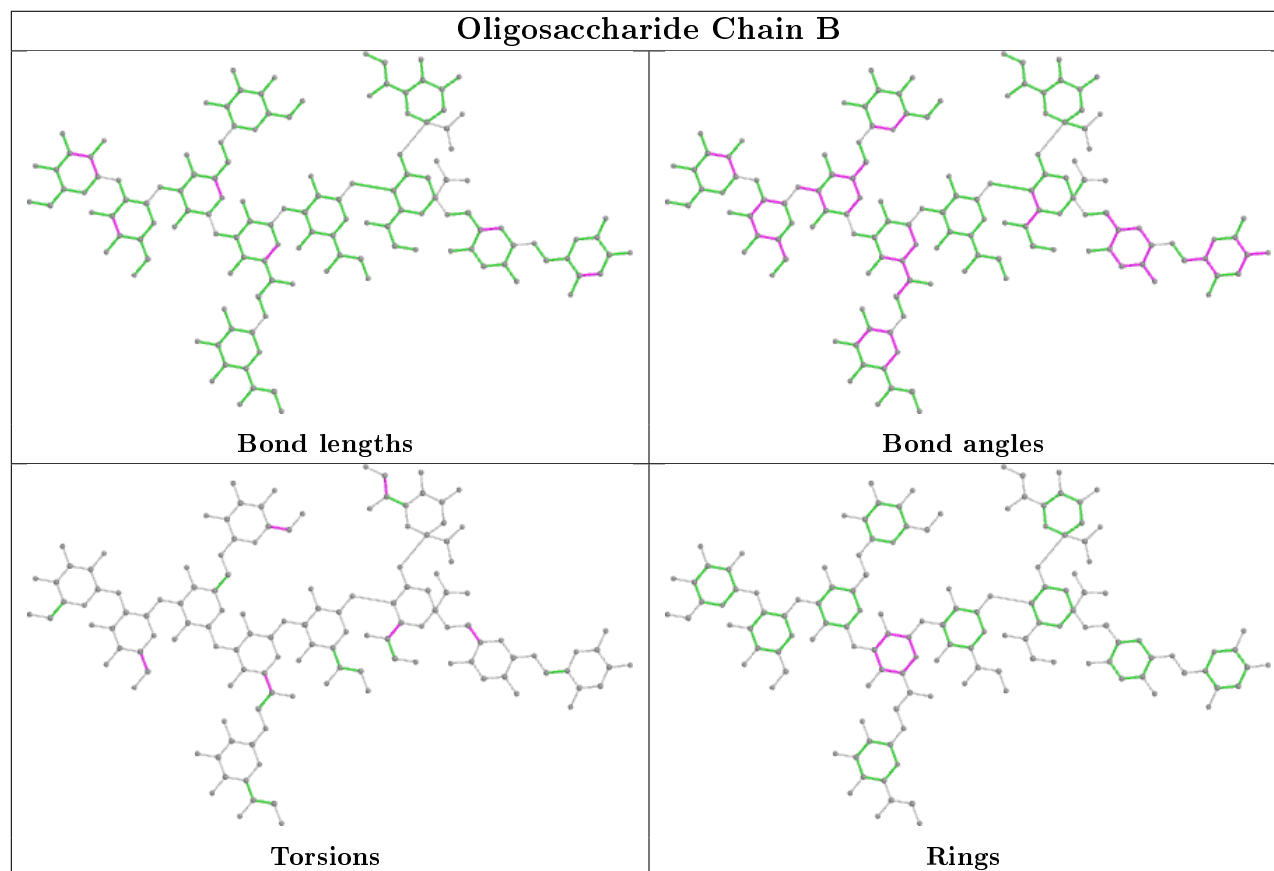 Oligosaccharide Chain B
Bond lengths
Bond angles
Torsions
Rings